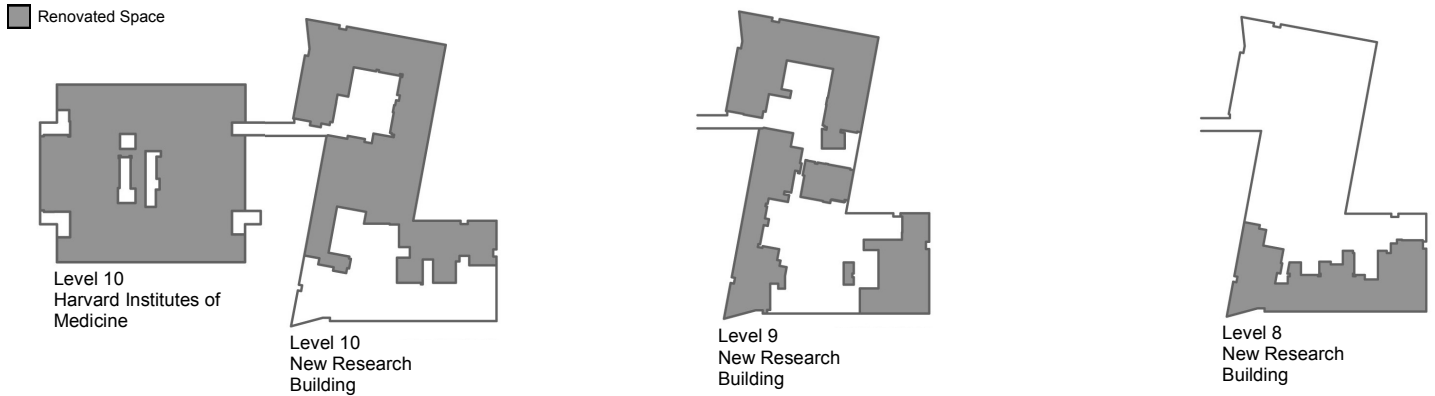 Renovated Space
Level 10
Harvard Institutes of
Medicine
Level 10
New Research
Building
Level 9
New Research
Building
Level 8
New Research
Building